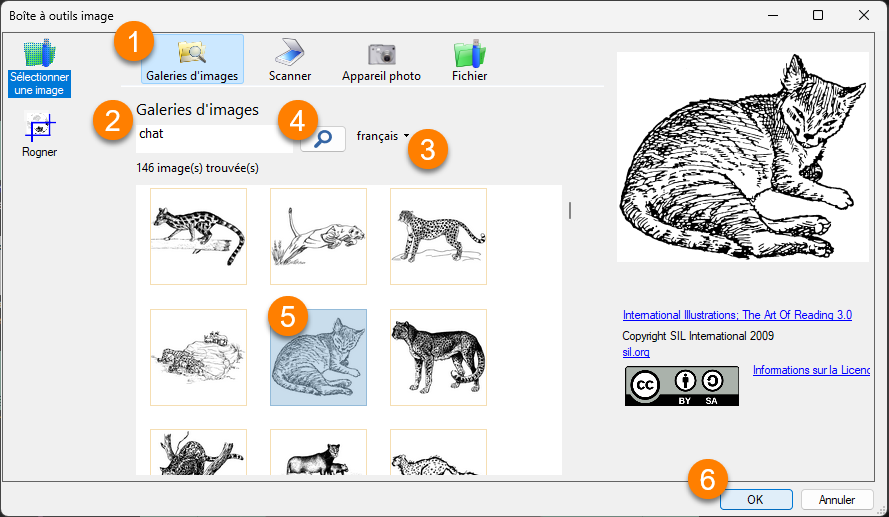 Boîte à outils image
1
Galeries d'images
Scanner
Appareil photo
Fichier
Sélectionner
une image
Rogner
Galeries d'images
2
chat
4
français
3
146 image(s) trouvée(s)
5
International Illustrations; The Art Of Reading 3.0
Copyright SIL International 2009
sil.org
cc
BY SA
Informations sur la Licenc
6
OK
Annuler